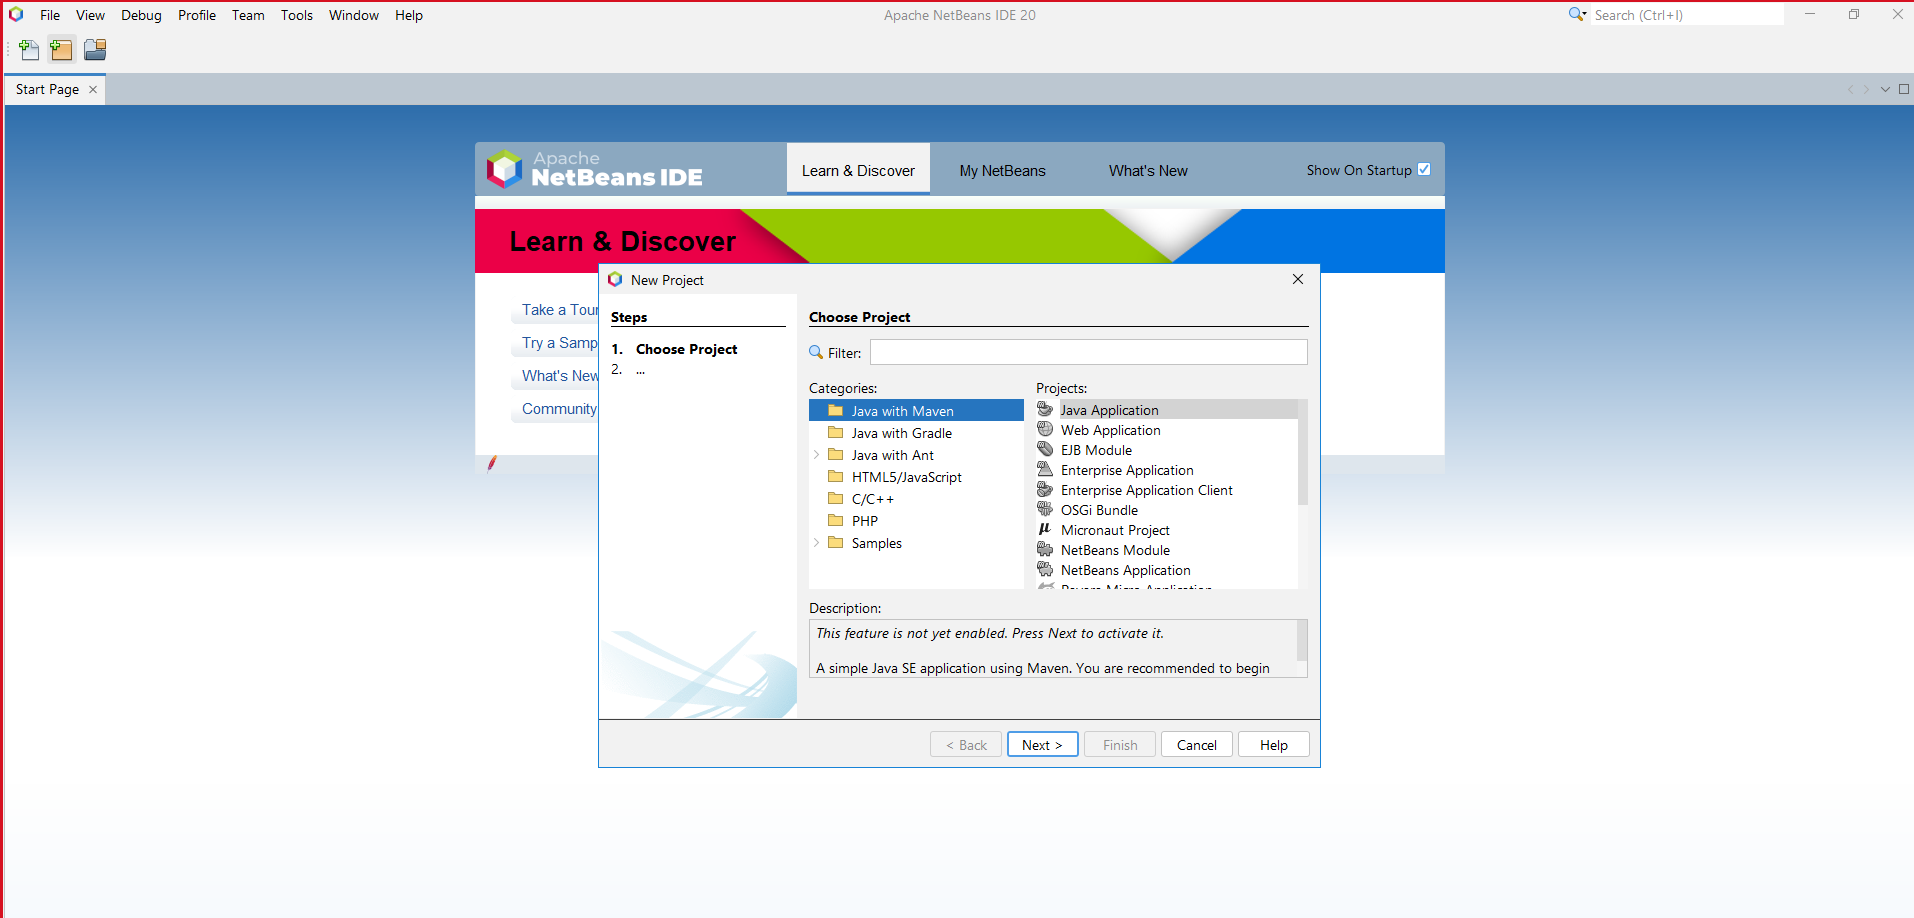 File View Debug Profile Team Tools Window Help
Apache NetBeans IDE 20
Search (Ctrl+I)
Start Page
Apache
NetBeans IDE
Learn & Discover
My NetBeans
What's New
Show On Startup
Learn & Discover
Take a Tour
Try a Samp
What's New
Community
New Project
Steps
1. Choose Project
2. ...
Choose Project
Filter:
Categories:
Java with Maven
Java with Gradle
Java with Ant
HTML5/JavaScript
C/C++
PHP
Samples
Projects:
Java Application
Web Application
EJB Module
Enterprise Application
Enterprise Application Client
OSGi Bundle
Micronaut Project
NetBeans Module
NetBeans Application
Payara Micro Application
Description:
This feature is not yet enabled. Press Next to activate it.
A simple Java SE application using Maven. You are recommended to begin
< Back
Next >
Finish
Cancel
Help